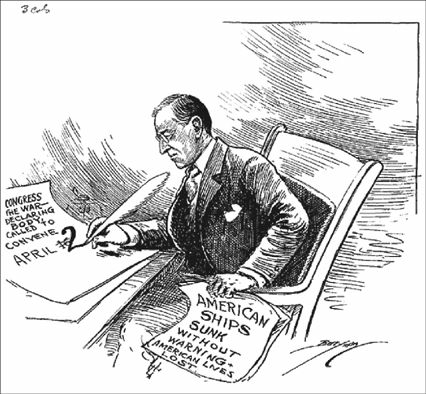 3 Cols
CONGRESS
THE WAR-
DECLARING
BODY
CALLED TO
CONVENE
APRIL 2
AMERICAN
SHIPS
SUNK
WITHOUT
WARNING-
AMERICAN LIVES
LOST